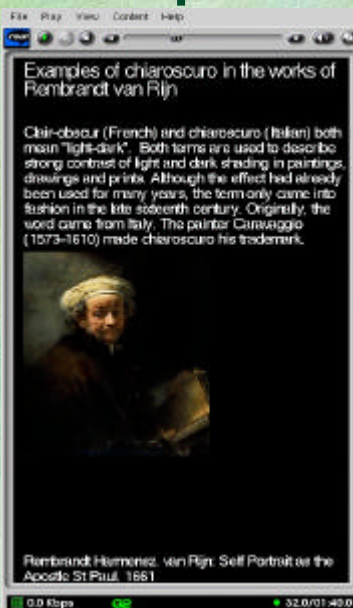 File Play View Content Help
Examples of chiaroscuro in the works of
Rembrandt van Rijn
Clair-obscur (French) and chiaroscuro (Italian) both
mean "light-dark". Both terms are used to describe
strong contrast of light and dark shading in paintings,
drawings and prints. Although the effect had already
been used for many years, the term only came into
fashion in the late sixteenth century. Originally, the
word came from Italy. The painter Caravaggio
(1573-1610) made chiaroscuro his trademark.
Rembrandt Harmensz. van Rijn: Self Portrait as the
Apostle St Paul, 1661
0.0 Kbps 32.0/01:49.0